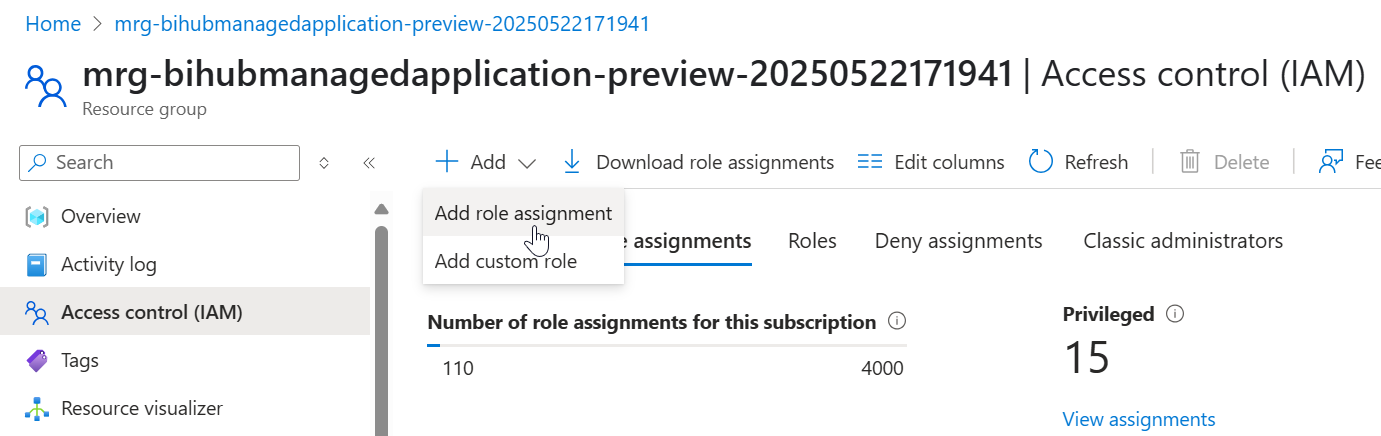 Home > mrg-bihubmanagedapplication-preview-20250522171941
mrg-bihubmanagedapplication-preview-20250522171941 | Access control (IAM)
Resource group
Search
Add
Download role assignments
Edit columns
Refresh
Delete
Overview
Activity log
Access control (IAM)
Tags
Resource visualizer
Add role assignment
Add custom role
assignments
Roles
Deny assignments
Classic administrators
Number of role assignments for this subscription
110
4000
Privileged
15
View assignments